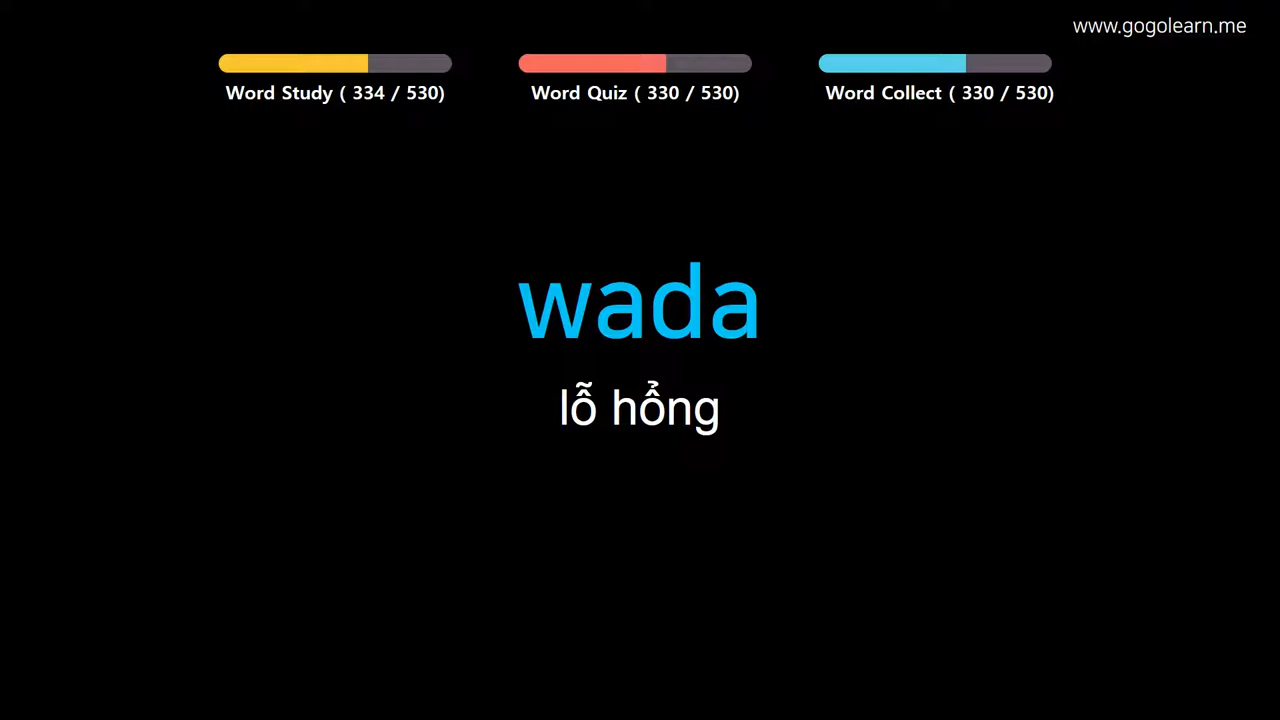 www.gogolearn.me
Word Study ( 334 / 530)
Word Quiz ( 330 / 530)
Word Collect ( 330 / 530)
wada
lỗ hổng